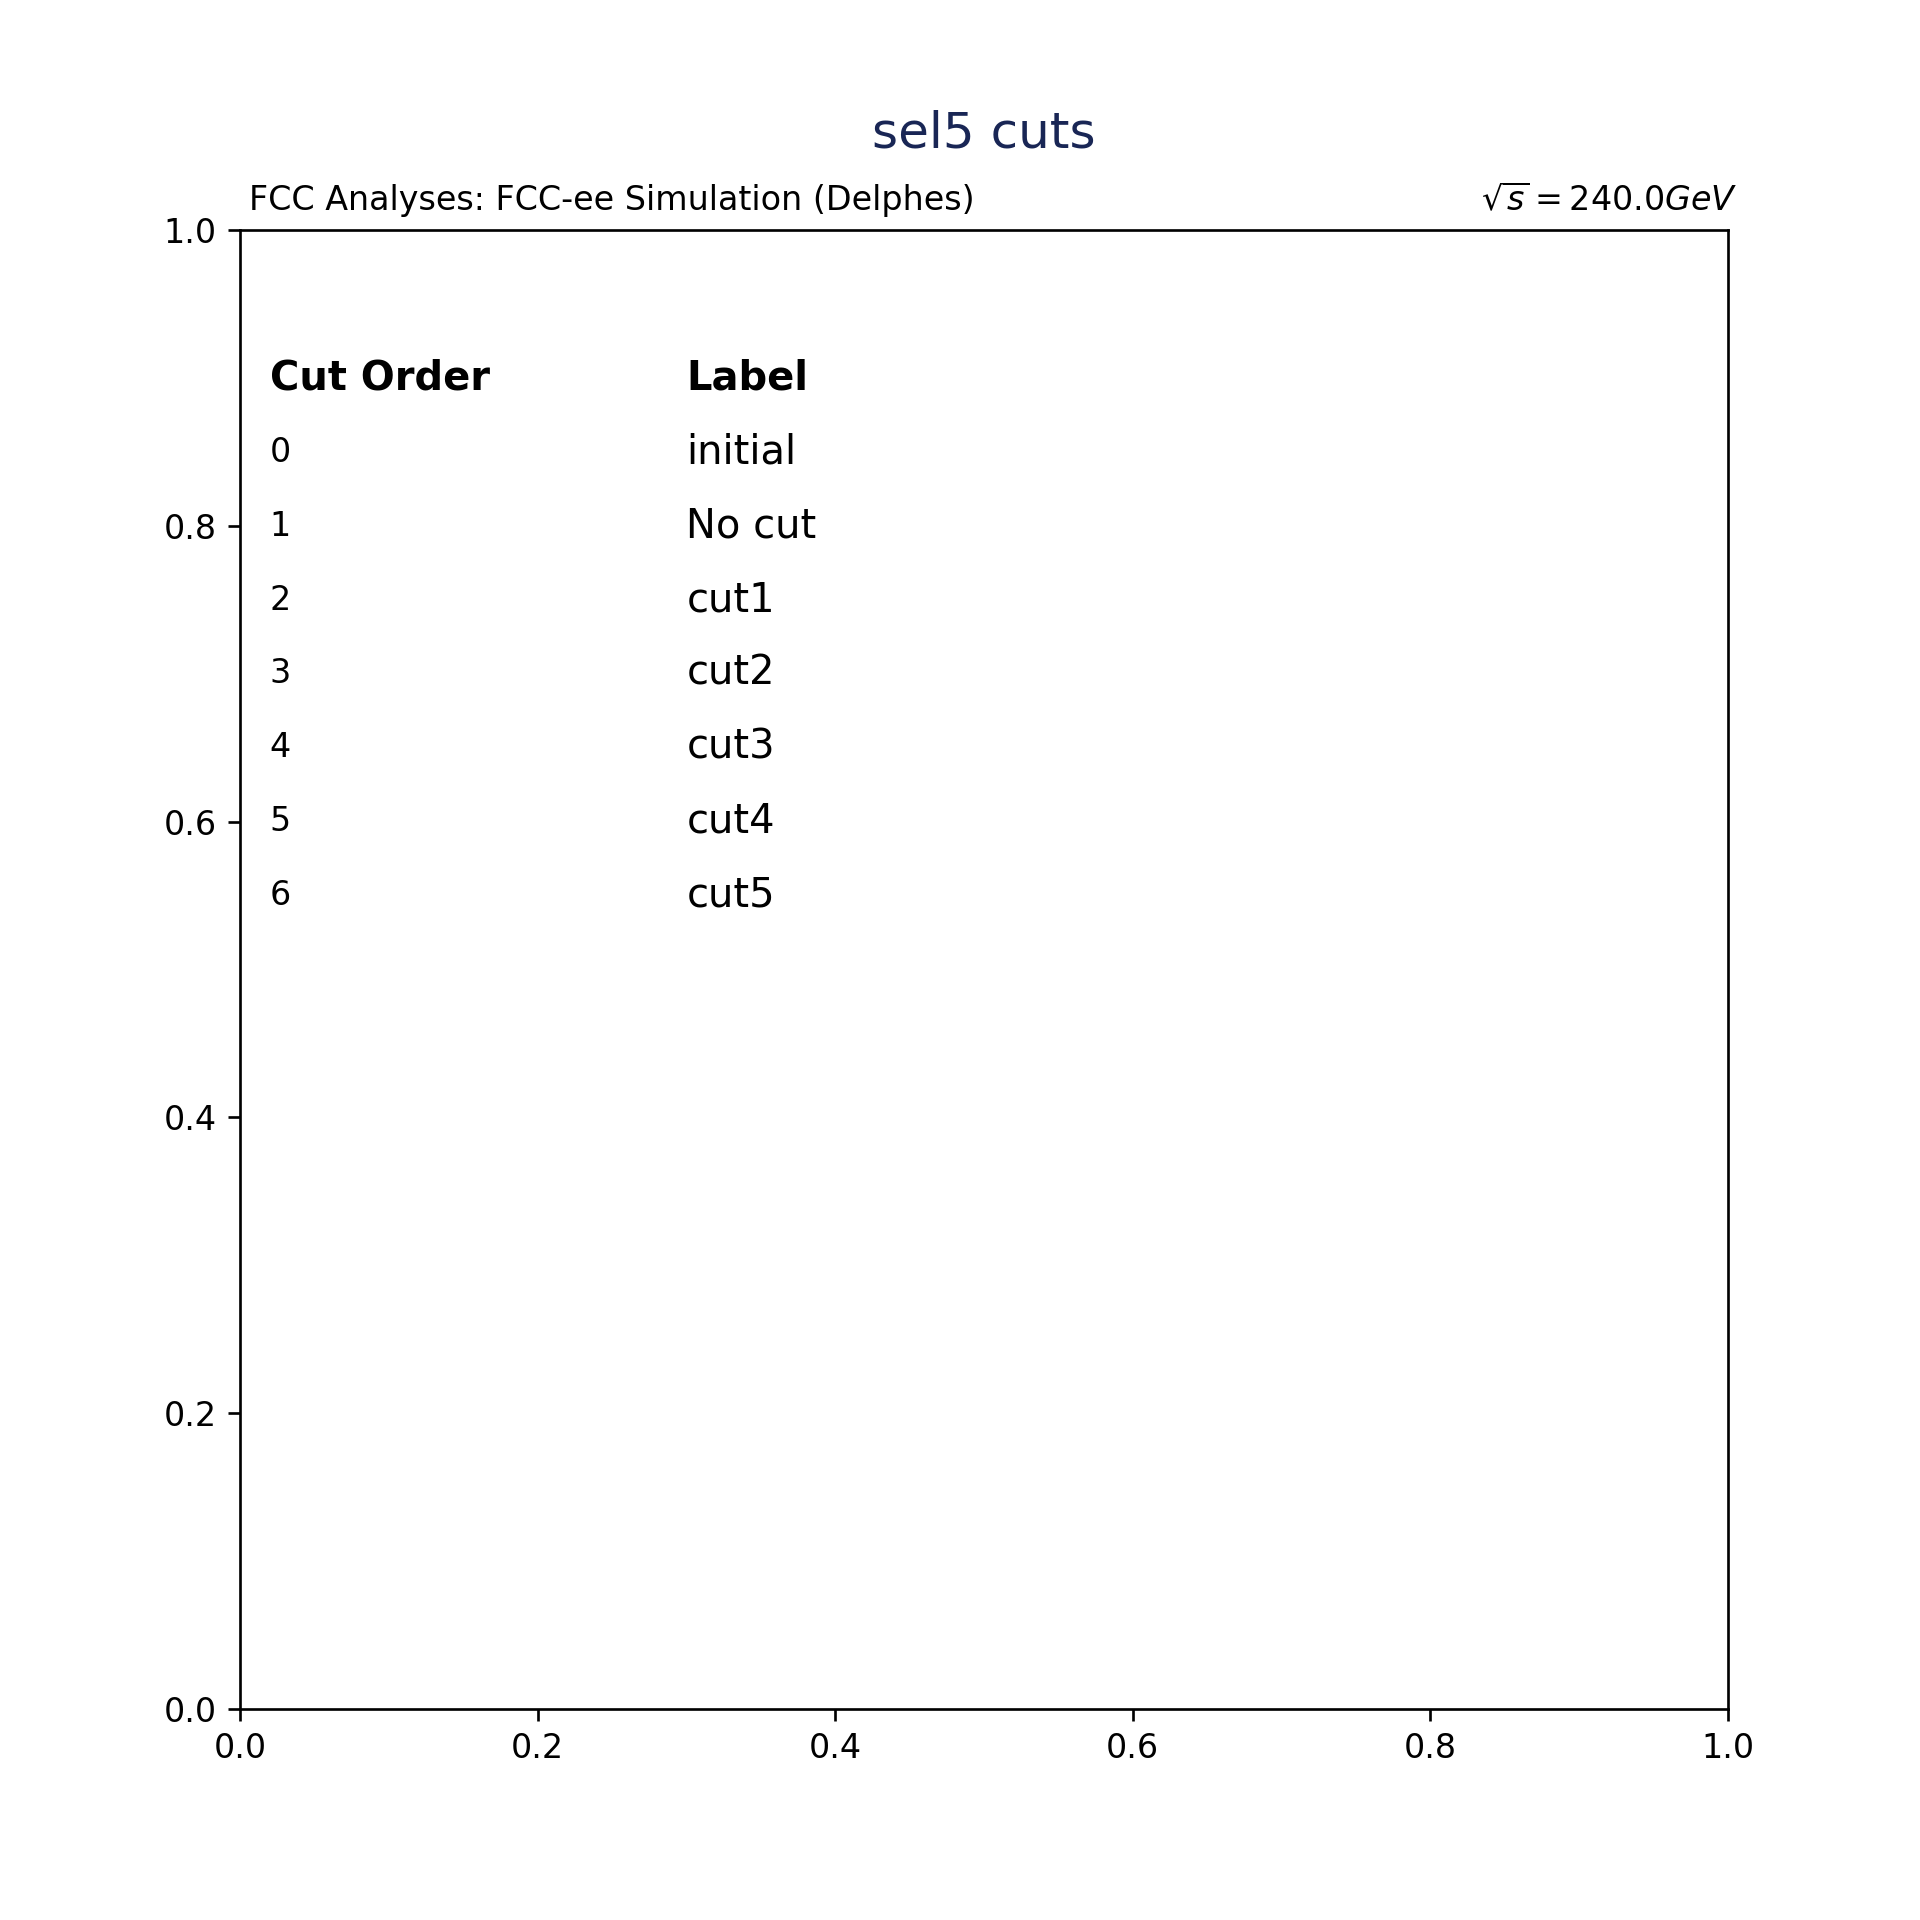 sel5 cuts
FCC Analyses: FCC-ee Simulation (Delphes) √s = 240.0GeV
1.0
Cut Order Label
0 initial
0.8 1 No cut
2 cut1
3 cut2
4 cut3
0.6 5 cut4
6 cut5
0.4
0.2
0.0
0.0 0.2 0.4 0.6 0.8 1.0